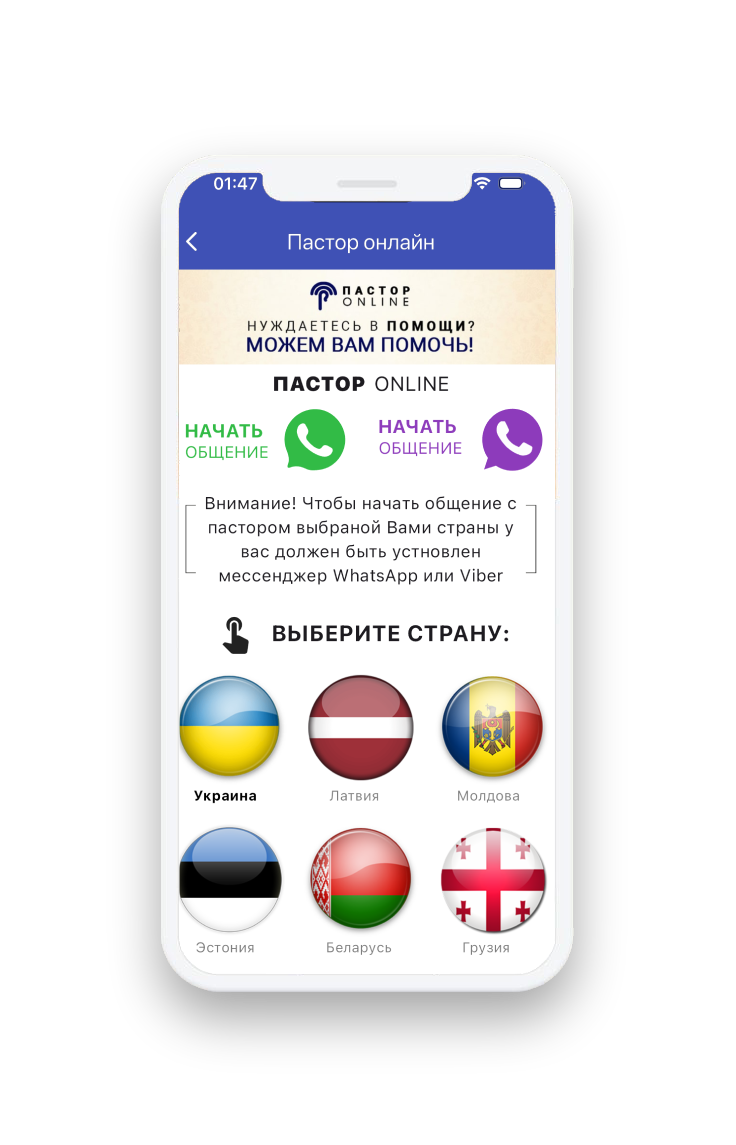 01:47
Пастор онлайн
ПАСТОР
ONLINE
НУЖДАЕТЕСЬ В ПОМОЩИ?
МОЖЕМ ВАМ ПОМОЧЬ!
ПАСТОР ONLINE
НАЧАТЬ
ОБЩЕНИЕ
НАЧАТЬ
ОБЩЕНИЕ
Внимание! Чтобы начать общение с
пастором выбраной Вами страны у
вас должен быть устновлен
мессенджер WhatsApp или Viber
ВЫБЕРИТЕ СТРАНУ:
Украина
Латвия
Молдова
Эстония
Беларусь
Грузия